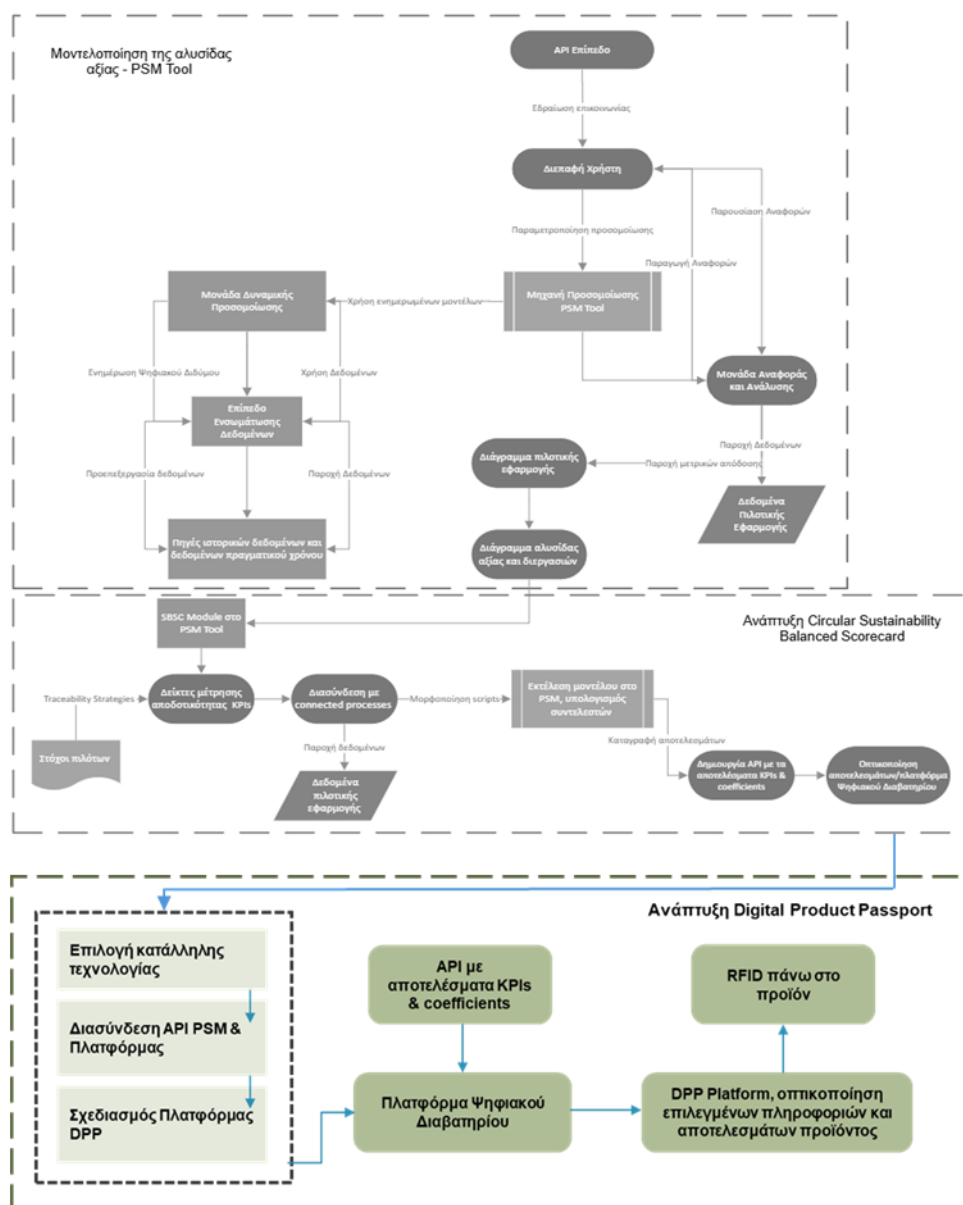 Μοντελοποίηση της αλυσίδας
αξίας - PSM Tool
API Επίπεδο
Εδραίωση επικοινωνίας
Διεπαφή Χρήστη
Παρουσίαση Αναφορών
Παραμετροποίηση προσομοίωσης
Παραγωγή Αναφορών
Μονάδα Δυναμικής
Προσομοίωσης
Χρήση ενημερωμένων μοντέλων
Μηχανή Προσομοίωσης
PSM Tool
Ενημέρωση Ψηφιακού Διδύμου
Χρήση Δεδομένων
Μονάδα Αναφοράς
και Ανάλυσης
Επίπεδο
Ενσωμάτωσης
Δεδομένων
Παροχή Δεδομένων
Διάγραμμα πιλοτικής
εφαρμογής
Παροχή μετρικών απόδοσης
Προεπεξεργασία δεδομένων
Παροχή Δεδομένων
Δεδομένα
Πιλοτικής
Εφαρμογής
Πηγές ιστορικών δεδομένων και
δεδομένων πραγματικού χρόνου
Διάγραμμα αλυσίδας
αξίας και διεργασιών
SBSC Module στο
PSM Tool
Ανάπτυξη Circular Sustainability
Balanced Scorecard
Traceability Strategies
Δείκτες μέτρησης
αποδοτικότητας KPIs
Διασύνδεση με
connected processes
Μορφοποίηση scripts
Εκτέλεση μοντέλου στο
PSM, υπολογισμός
συντελεστών
Στόχοι πιλότων
Παροχή δεδομένων
Καταγραφή αποτελεσμάτων
Δεδομένα
πιλοτικής
εφαρμογής
Δημιουργία API με τα
αποτελέσματα KPIs &
coefficients
Οπτικοποίηση
αποτελεσμάτων/πλατφόρμα
Ψηφιακού Διαβατηρίου
Ανάπτυξη Digital Product Passport
Επιλογή κατάλληλης
τεχνολογίας
API με
αποτελέσματα KPIs
& coefficients
RFID πάνω στο
προϊόν
Διασύνδεση API PSM &
Πλατφόρμας
Σχεδιασμός Πλατφόρμας
DPP
Πλατφόρμα Ψηφιακού
Διαβατηρίου
DPP Platform, οπτικοποίηση
επιλεγμένων πληροφοριών και
αποτελεσμάτων προϊόντος